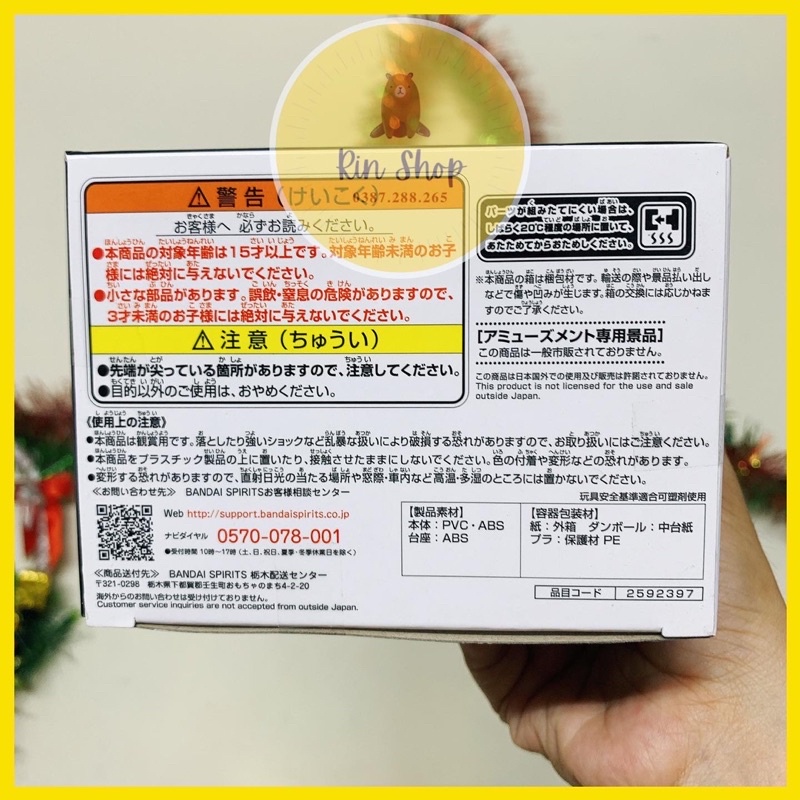 Rin Shop
0387.288.265
⚠警告(けいこく)
お客様へ 必ずお読みください。
●本商品の対象年齢は15才以上です。対象年齢未満のお子
様には絶対に与えないでください。
●小さな部品があります。誤飲・窒息の危険がありますので、
3才未満のお子様には絶対に与えないでください。
⚠注意(ちゅうい)
●先端が尖っている箇所がありますので、注意してください。
●目的以外のご使用は、おやめください。
パーツが組みたてにくい場合は、
しばらく20℃程度の場所に置いて、
あたためてからおためしください。
※本商品の箱は梱包材です。輸送の際や景品払い出し
などで傷や凹みが生じます。箱の交換には応じかねま
すのでご了承ください。
[アミューズメント専用景品]
この商品は一般市販されておりません。
この商品は日本国外での使用及び販売は許諾されておりません。
This product is not licensed for the use and sale
outside Japan.
《使用上の注意》
●本商品は観賞用です。落としたり強いショックなど乱暴な扱いにより破損する恐れがありますので、お取り扱いにはご注意ください。
●本商品をプラスチック製品の上に置いたり、接触させたままにしないでください。色の付着や変形などの恐れがあります。
●変形する恐れがありますので、直射日光の当たる場所や窓際・車内など高温・多湿のところには置かないでください。
≪お問い合わせ先≫ BANDAI SPIRITSお客様相談センター
Web http://support.bandaispirits.co.jp
ナビダイヤル 0570-078-001
●受付時間 10時～17時(土、日、祝日、夏季・冬季休業日を除く)
≪商品送付先≫ BANDAI SPIRITS 栃木配送センター
〒321-0298 栃木県下都賀郡壬生町おもちゃのまち4-2-20
海外からのお問い合わせは受け付けておりません。
Customer service inquiries are not accepted from outside Japan.
玩具安全基準適合可塑剤使用
【製品素材】
本体：PVC・ABS
台座：ABS
【容器包装材】
紙：外箱 ダンボール：中台紙
プラ：保護材 PE
品目コード 2592397